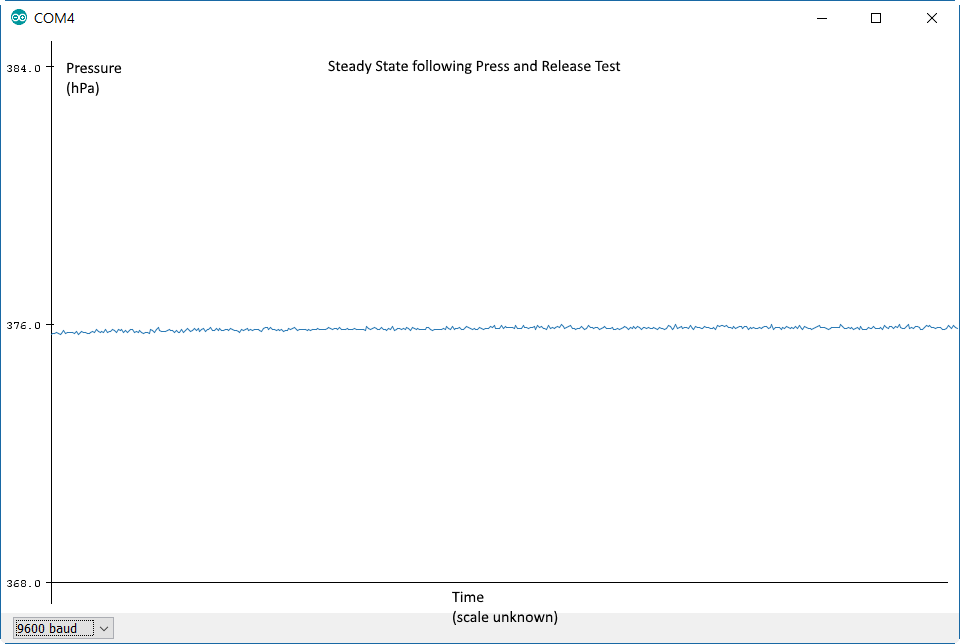 COM4
384.0
Pressure
(hPa)
Steady State following Press and Release Test
376.0
368.0
Time
(scale unknown)
9600 baud